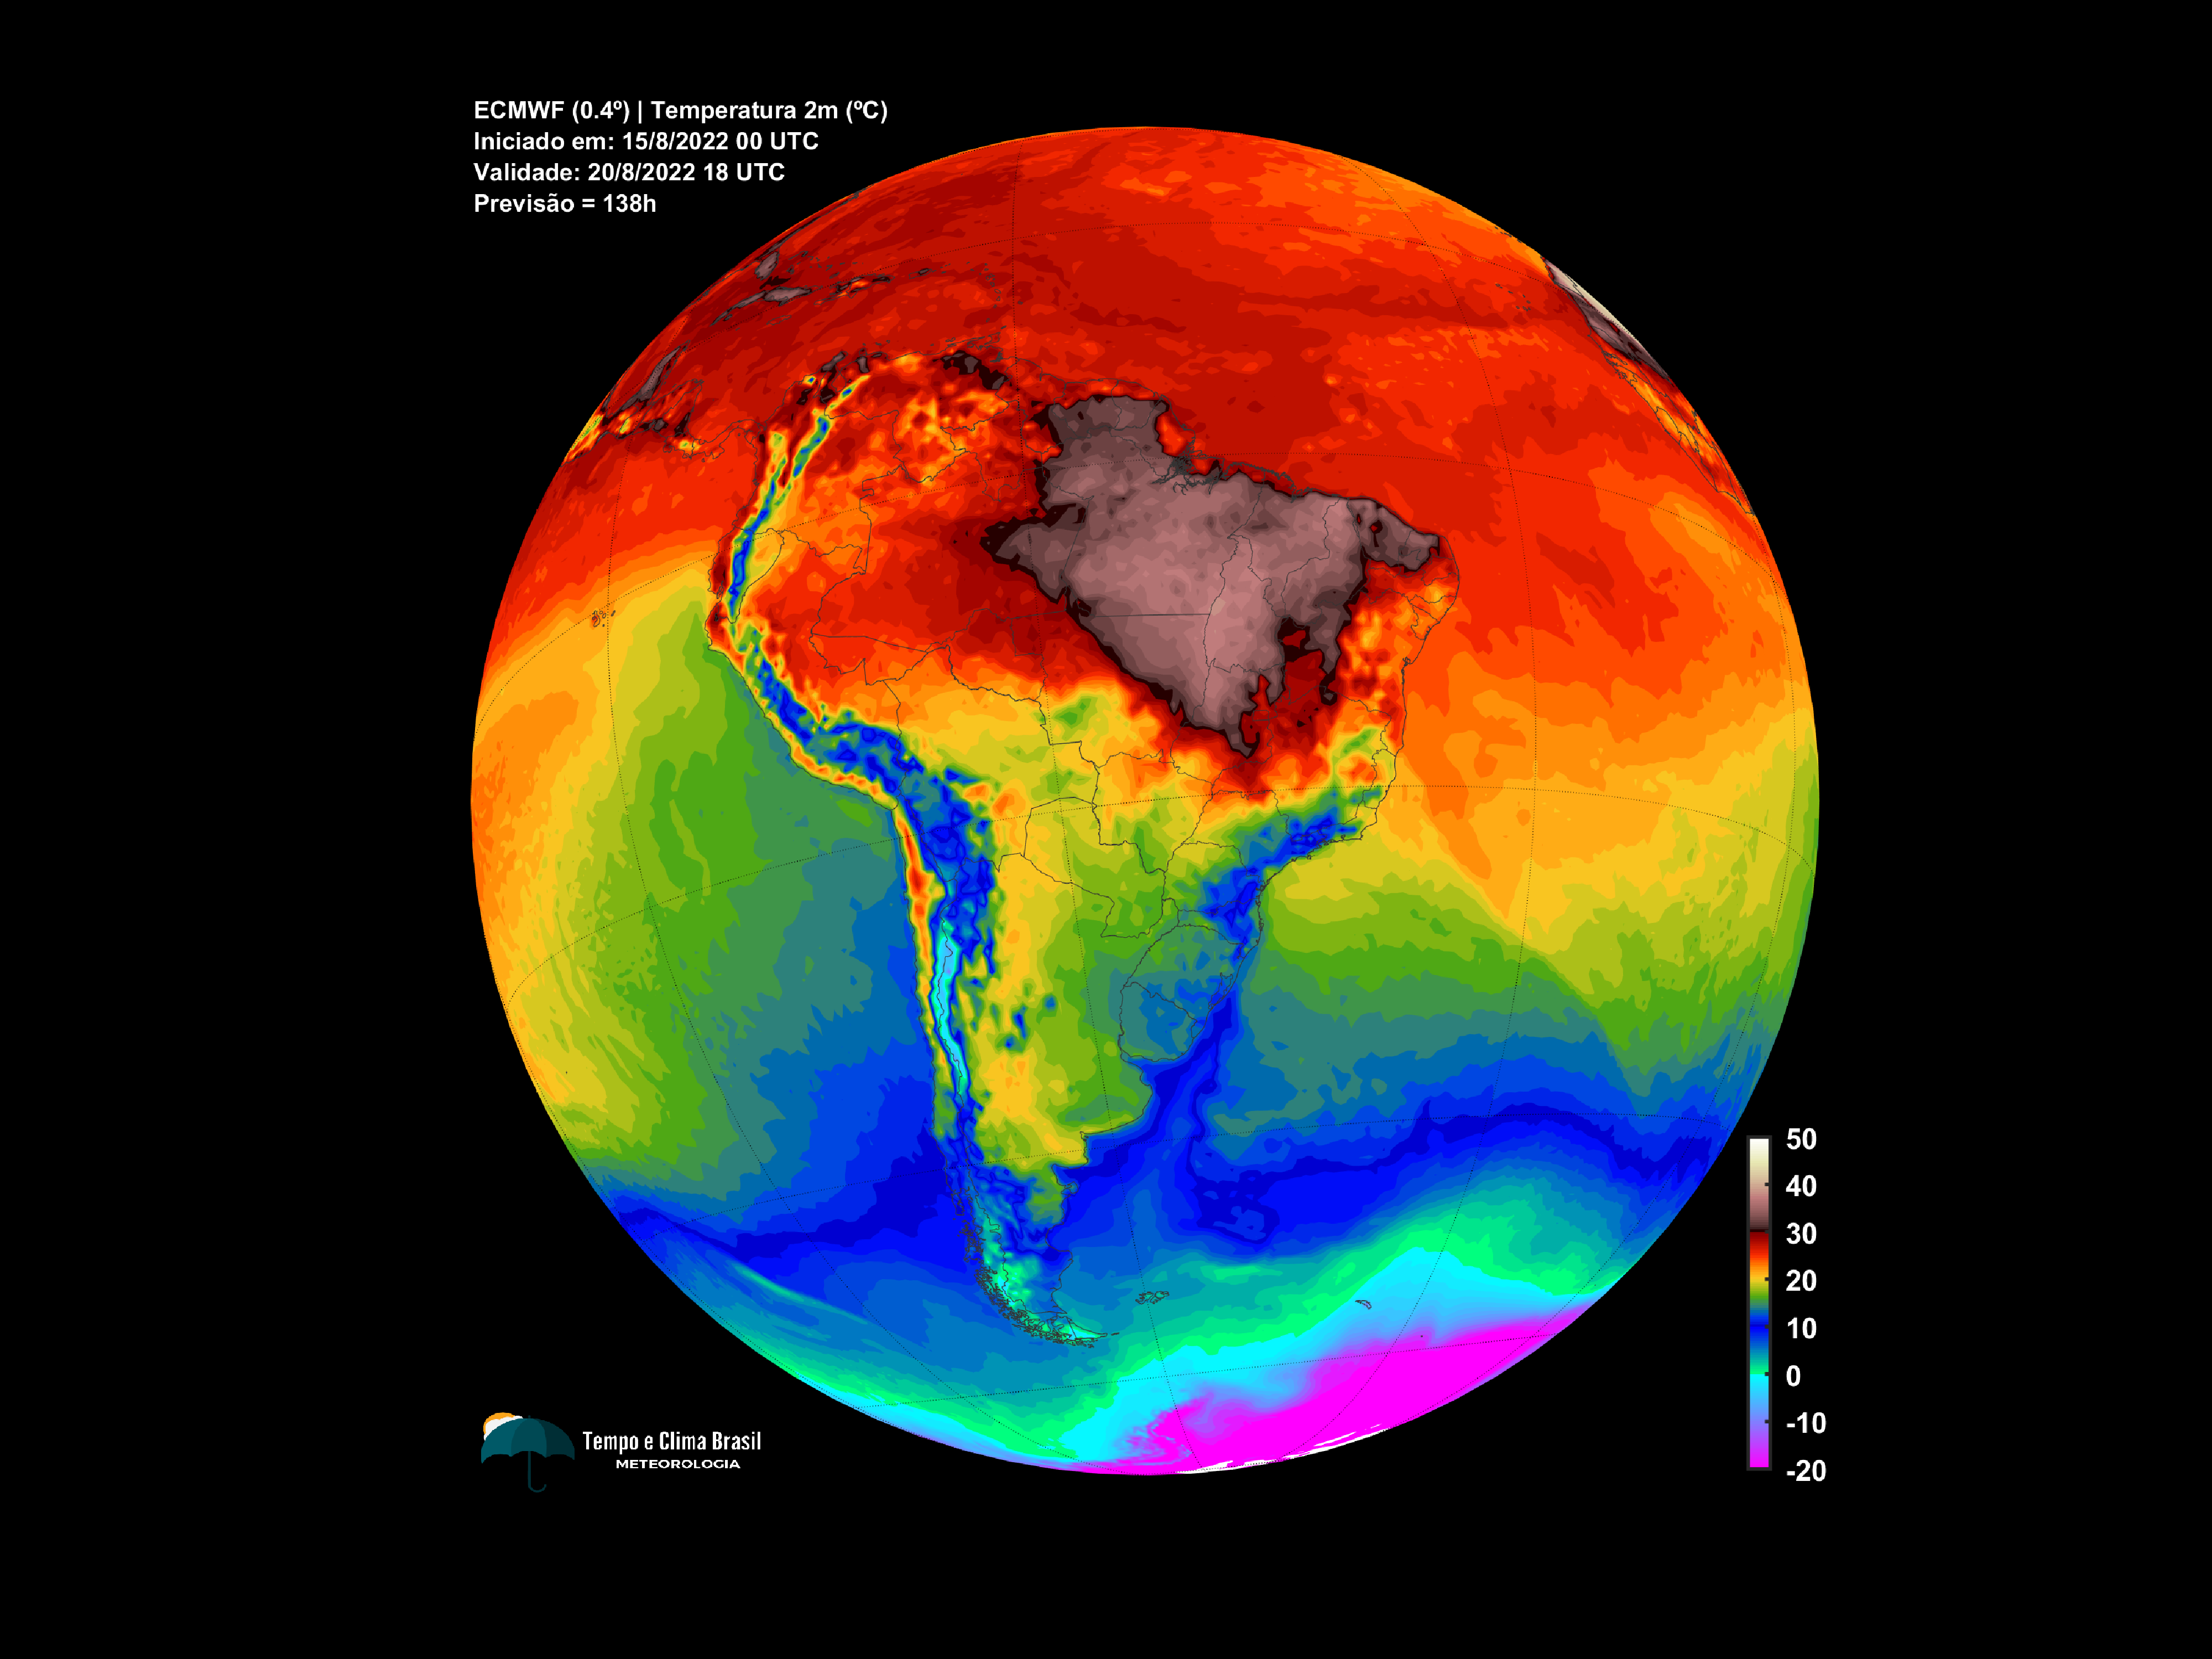 ECMWF (0.4º) | Temperatura 2m (ºC)
Iniciado em: 15/8/2022 00 UTC
Validade: 20/8/2022 18 UTC
Previsão = 138h
50
40
30
20
10
0
-10
-20
Tempo e Clima Brasil
METEOROLOGIA